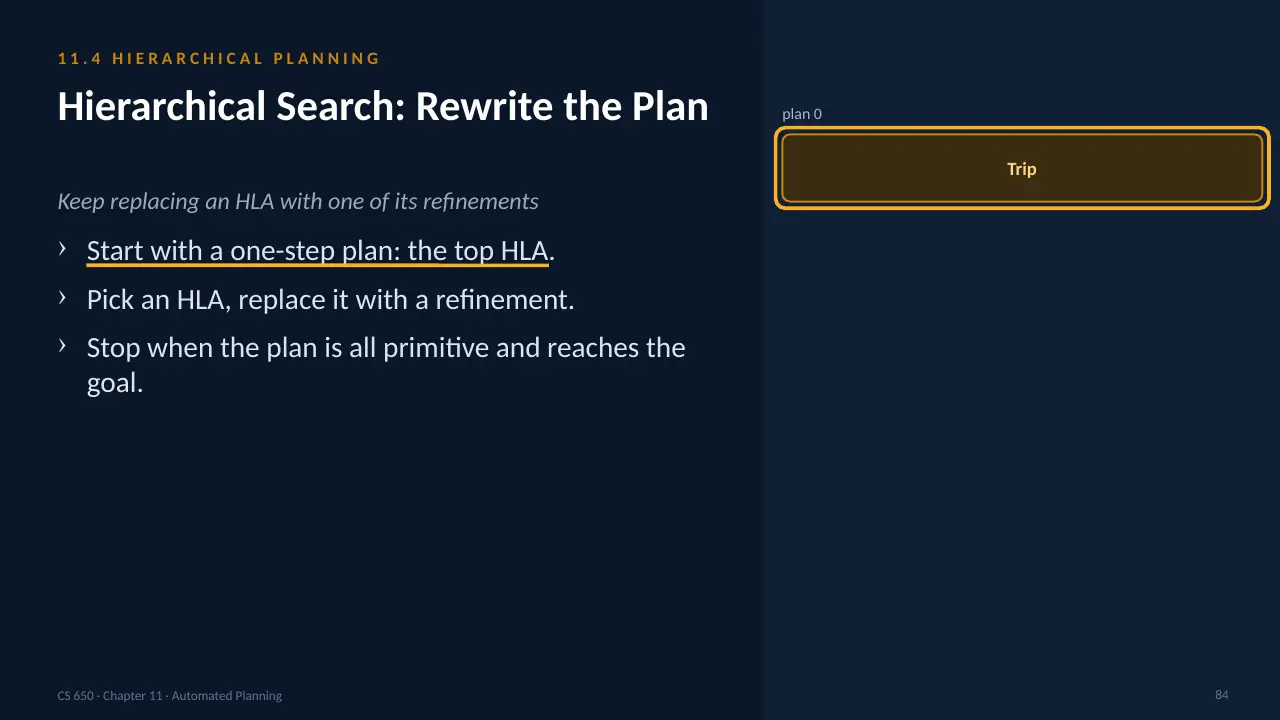 11.4 HIERARCHICAL PLANNING
Hierarchical Search: Rewrite the Plan
Keep replacing an HLA with one of its refinements
› Start with a one-step plan: the top HLA.
› Pick an HLA, replace it with a refinement.
› Stop when the plan is all primitive and reaches the
goal.
plan 0
Trip
CS 650 · Chapter 11 · Automated Planning
84